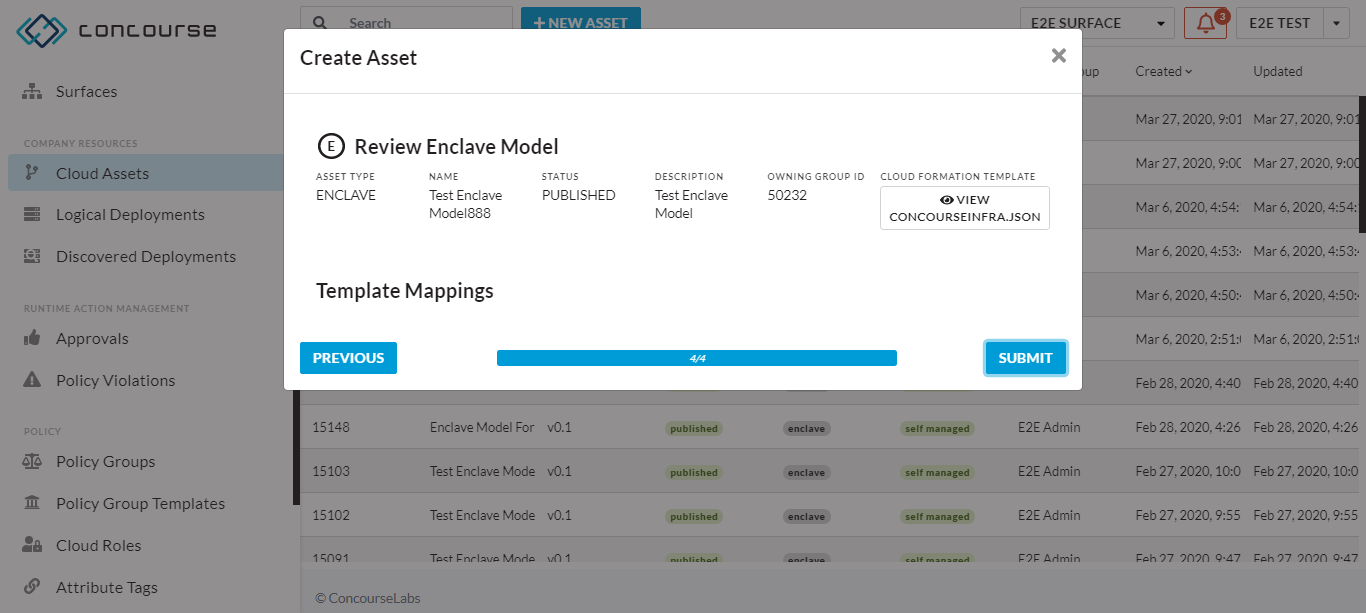 concourse
Search
+ NEW ASSET
E2E SURFACE
3
E2E TEST
Create Asset
Surfaces
COMPANY RESOURCES
Cloud Assets
Logical Deployments
Discovered Deployments
RUNTIME ACTION MANAGEMENT
Approvals
Policy Violations
POLICY
Policy Groups
Policy Group Templates
Cloud Roles
Attribute Tags
E Review Enclave Model
ASSET TYPE NAME STATUS DESCRIPTION OWNING GROUP ID CLOUD FORMATION TEMPLATE
ENCLAVE Test Enclave PUBLISHED Test Enclave 50232 VIEW
Model888 Model CONCOURSEINFRA.JSON
Template Mappings
PREVIOUS 4/4 SUBMIT
oup Created Updated
Mar 27, 2020, 9:01 Mar 27, 2020, 9:01
Mar 27, 2020, 9:00 Mar 27, 2020, 9:00
Mar 6, 2020, 4:54: Mar 6, 2020, 4:54:
Mar 6, 2020, 4:53: Mar 6, 2020, 4:53:
Mar 6, 2020, 4:50: Mar 6, 2020, 4:50:
Mar 6, 2020, 2:51: Mar 6, 2020, 2:51:
Feb 28, 2020, 4:40 Feb 28, 2020, 4:40
15148 Enclave Model For v0.1 published enclave self managed E2E Admin Feb 28, 2020, 4:26 Feb 28, 2020, 4:26
15103 Test Enclave Mode v0.1 published enclave self managed E2E Admin Feb 27, 2020, 10:0 Feb 27, 2020, 10:0
15102 Test Enclave Mode v0.1 published enclave self managed E2E Admin Feb 27, 2020, 9:55 Feb 27, 2020, 9:55
15091 Test Enclave Mode v0.1 published enclave self managed E2E Admin Feb 27, 2020, 9:47 Feb 27, 2020, 9:47
© ConcourseLabs